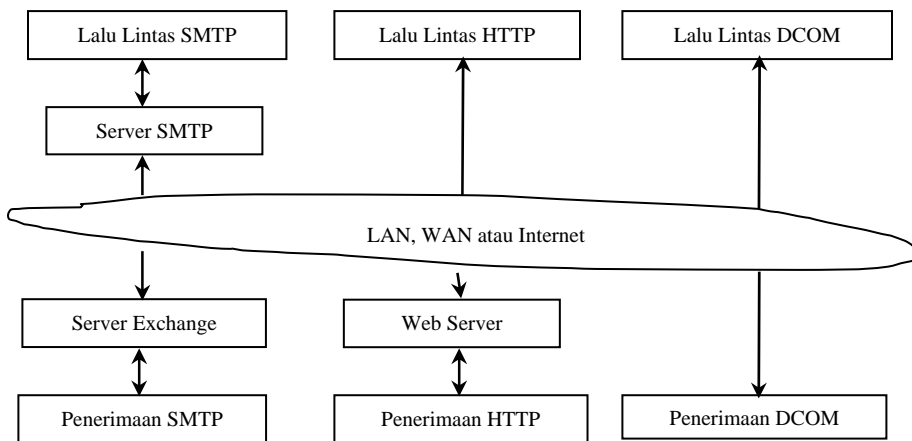 Lalu Lintas SMTP
Lalu Lintas HTTP
Lalu Lintas DCOM
Server SMTP
LAN, WAN atau Internet
Server Exchange
Web Server
Penerimaan SMTP
Penerimaan HTTP
Penerimaan DCOM